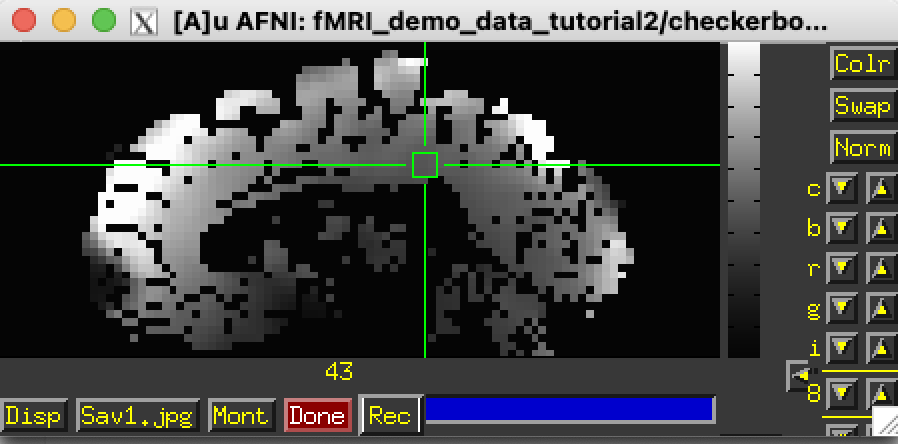 [A]u AFNI: fMRI_demo_data_tutorial2/checkerbo...
Colr
Swap
Norm
c
b
r
g
i
8
43
Disp Sav1.jpg Mont Done Rec